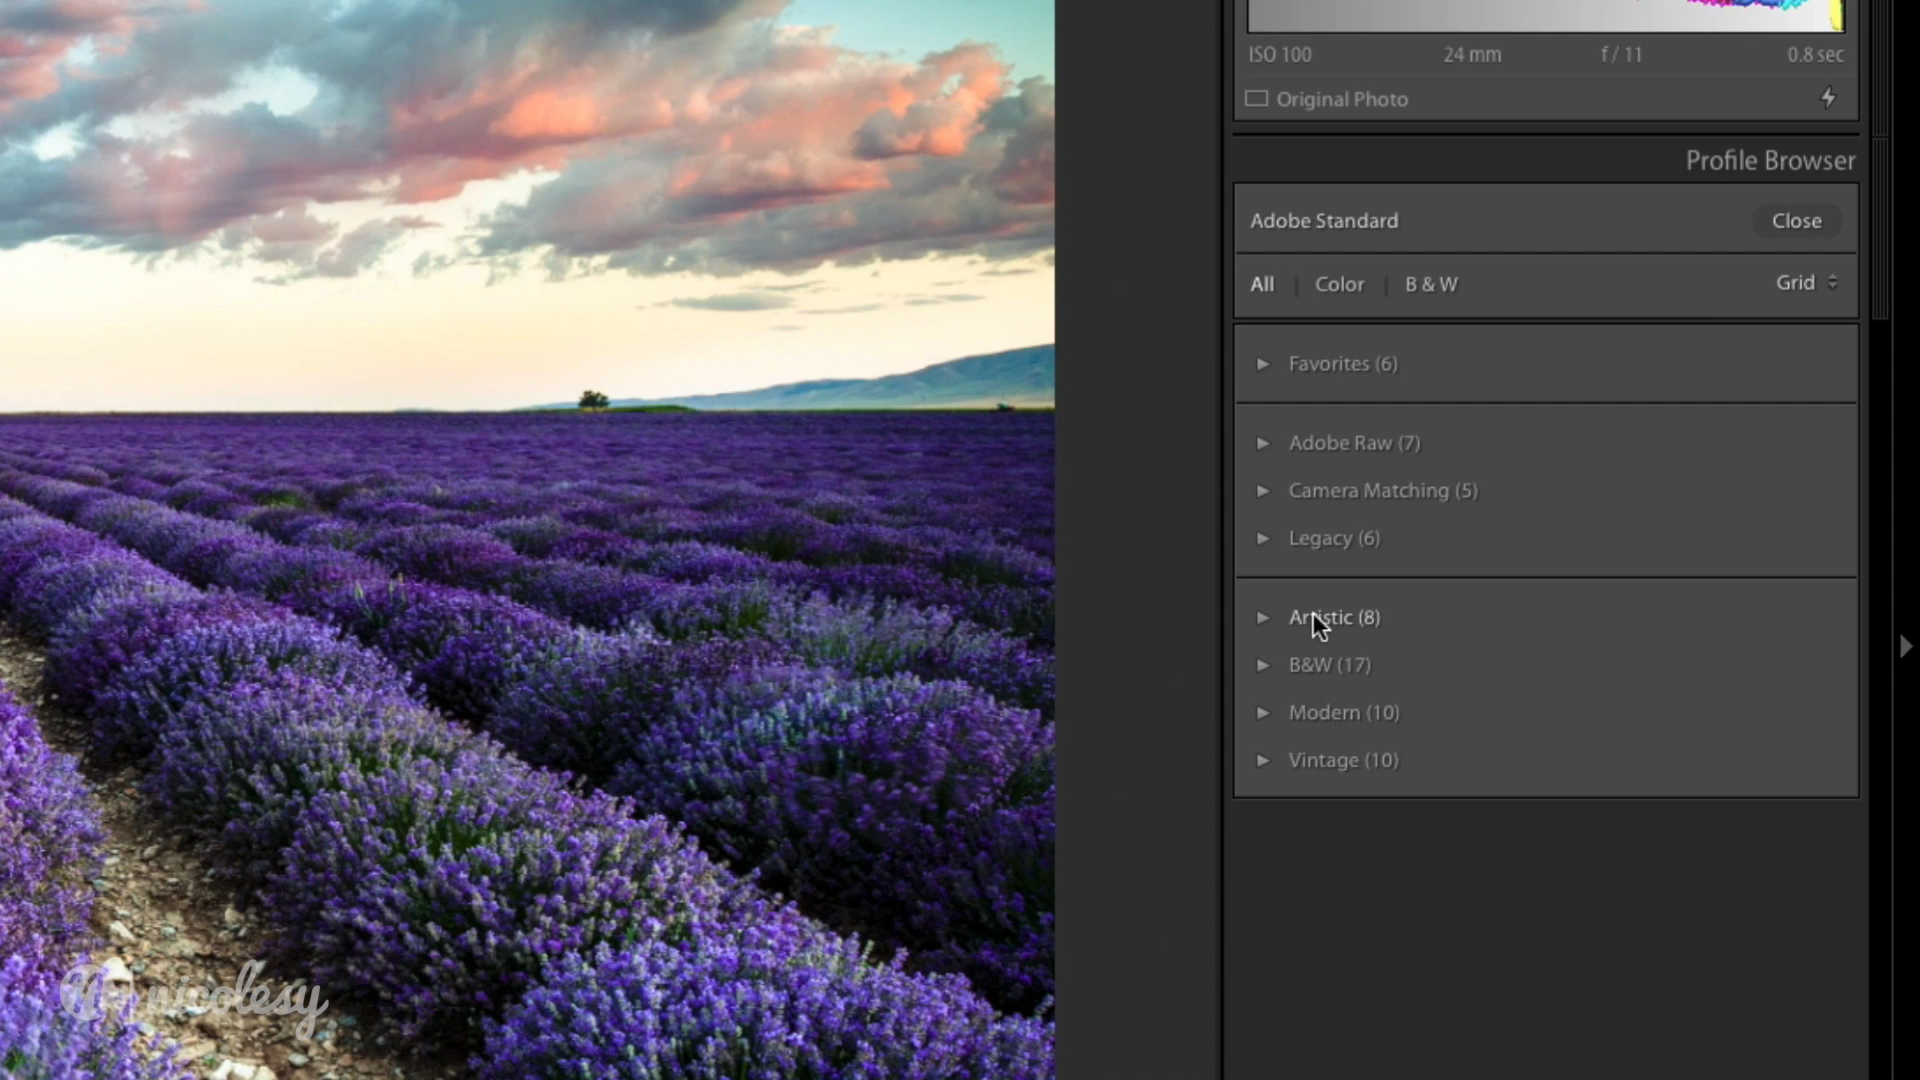 ISO 100 24 mm f / 11 0.8 sec
Original Photo
Profile Browser
Adobe Standard Close
All | Color | B & W Grid
Favorites (6)
Adobe Raw (7)
Camera Matching (5)
Legacy (6)
Artistic (8)
B&W (17)
Modern (10)
Vintage (10)
nicolesy